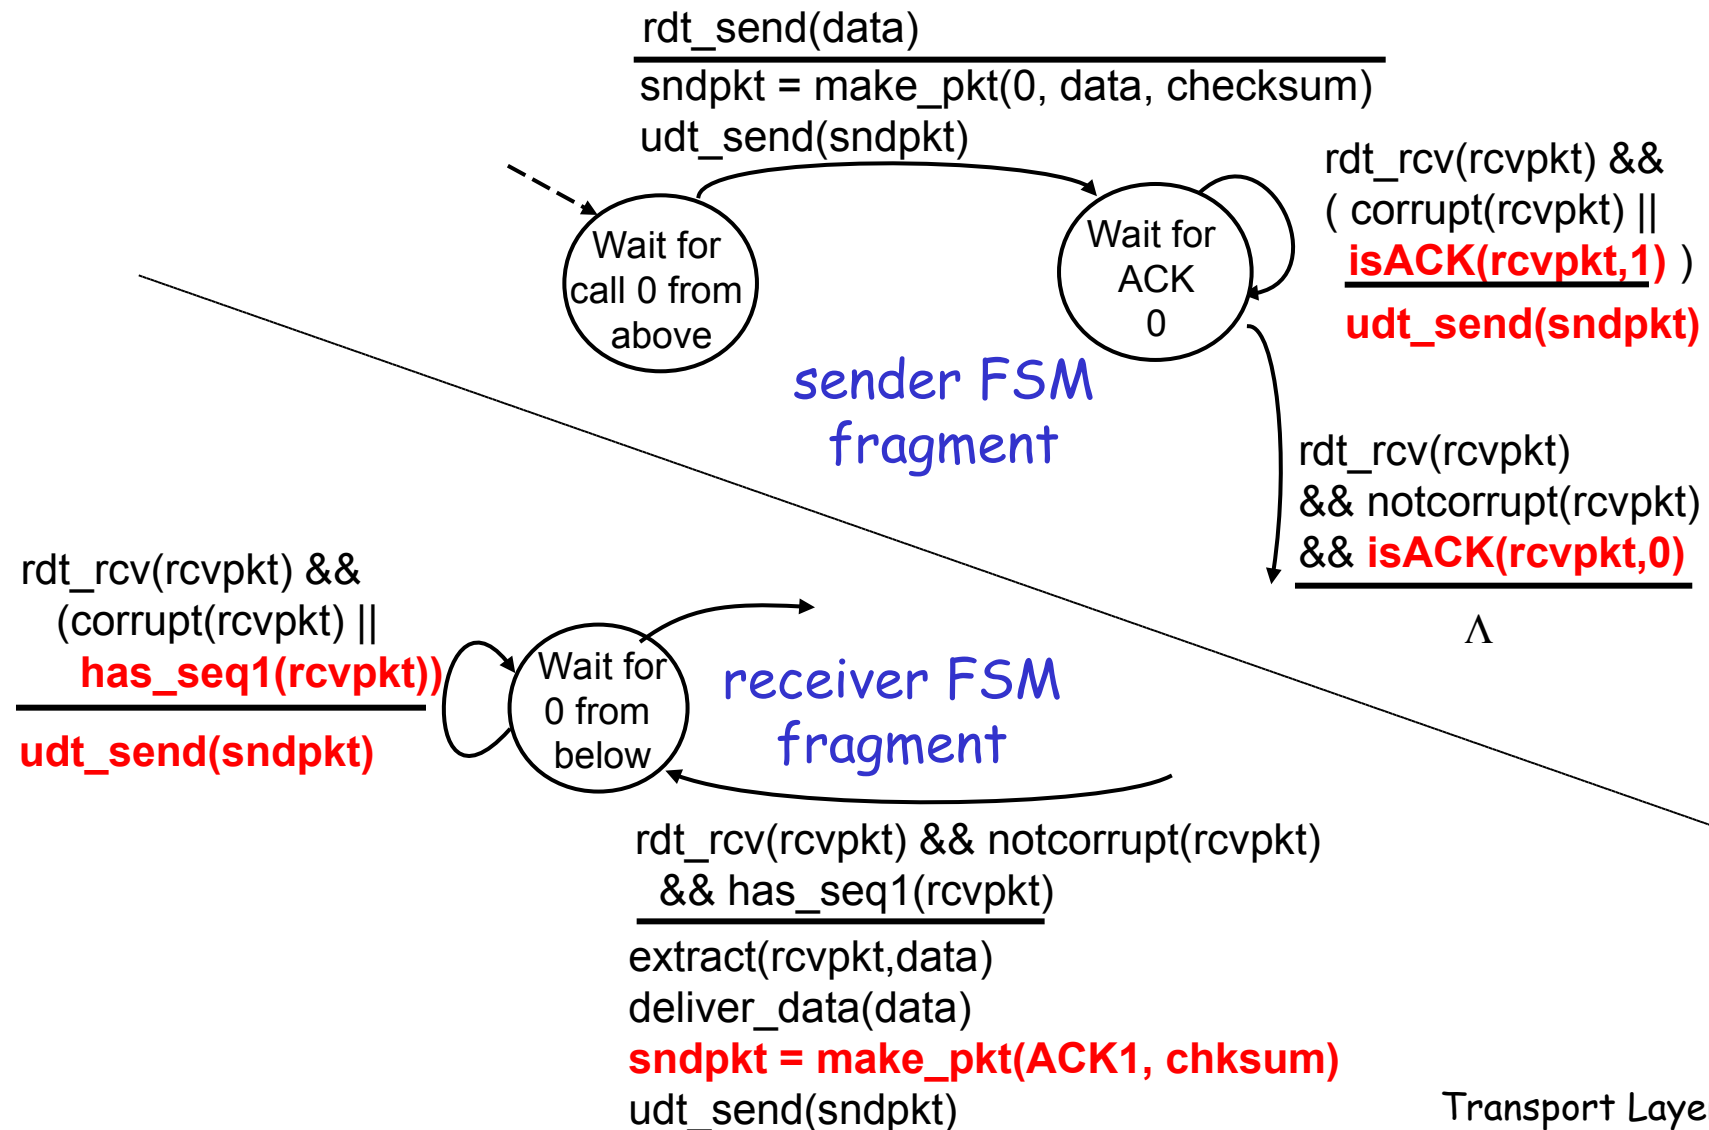 rdt_send(data)
sndpkt = make_pkt(0, data, checksum)
udt_send(sndpkt)
Wait for
call 0 from
above
Wait for
ACK
0
rdt_rcv(rcvpkt) &&
( corrupt(rcvpkt) ||
isACK(rcvpkt,1) )
udt_send(sndpkt)
sender FSM
fragment
rdt_rcv(rcvpkt)
&& notcorrupt(rcvpkt)
&& isACK(rcvpkt,0)
Λ
rdt_rcv(rcvpkt) &&
(corrupt(rcvpkt) ||
has_seq1(rcvpkt))
udt_send(sndpkt)
Wait for
0 from
below
receiver FSM
fragment
rdt_rcv(rcvpkt) && notcorrupt(rcvpkt)
&& has_seq1(rcvpkt)
extract(rcvpkt,data)
deliver_data(data)
sndpkt = make_pkt(ACK1, chksum)
udt_send(sndpkt)
Transport Laye